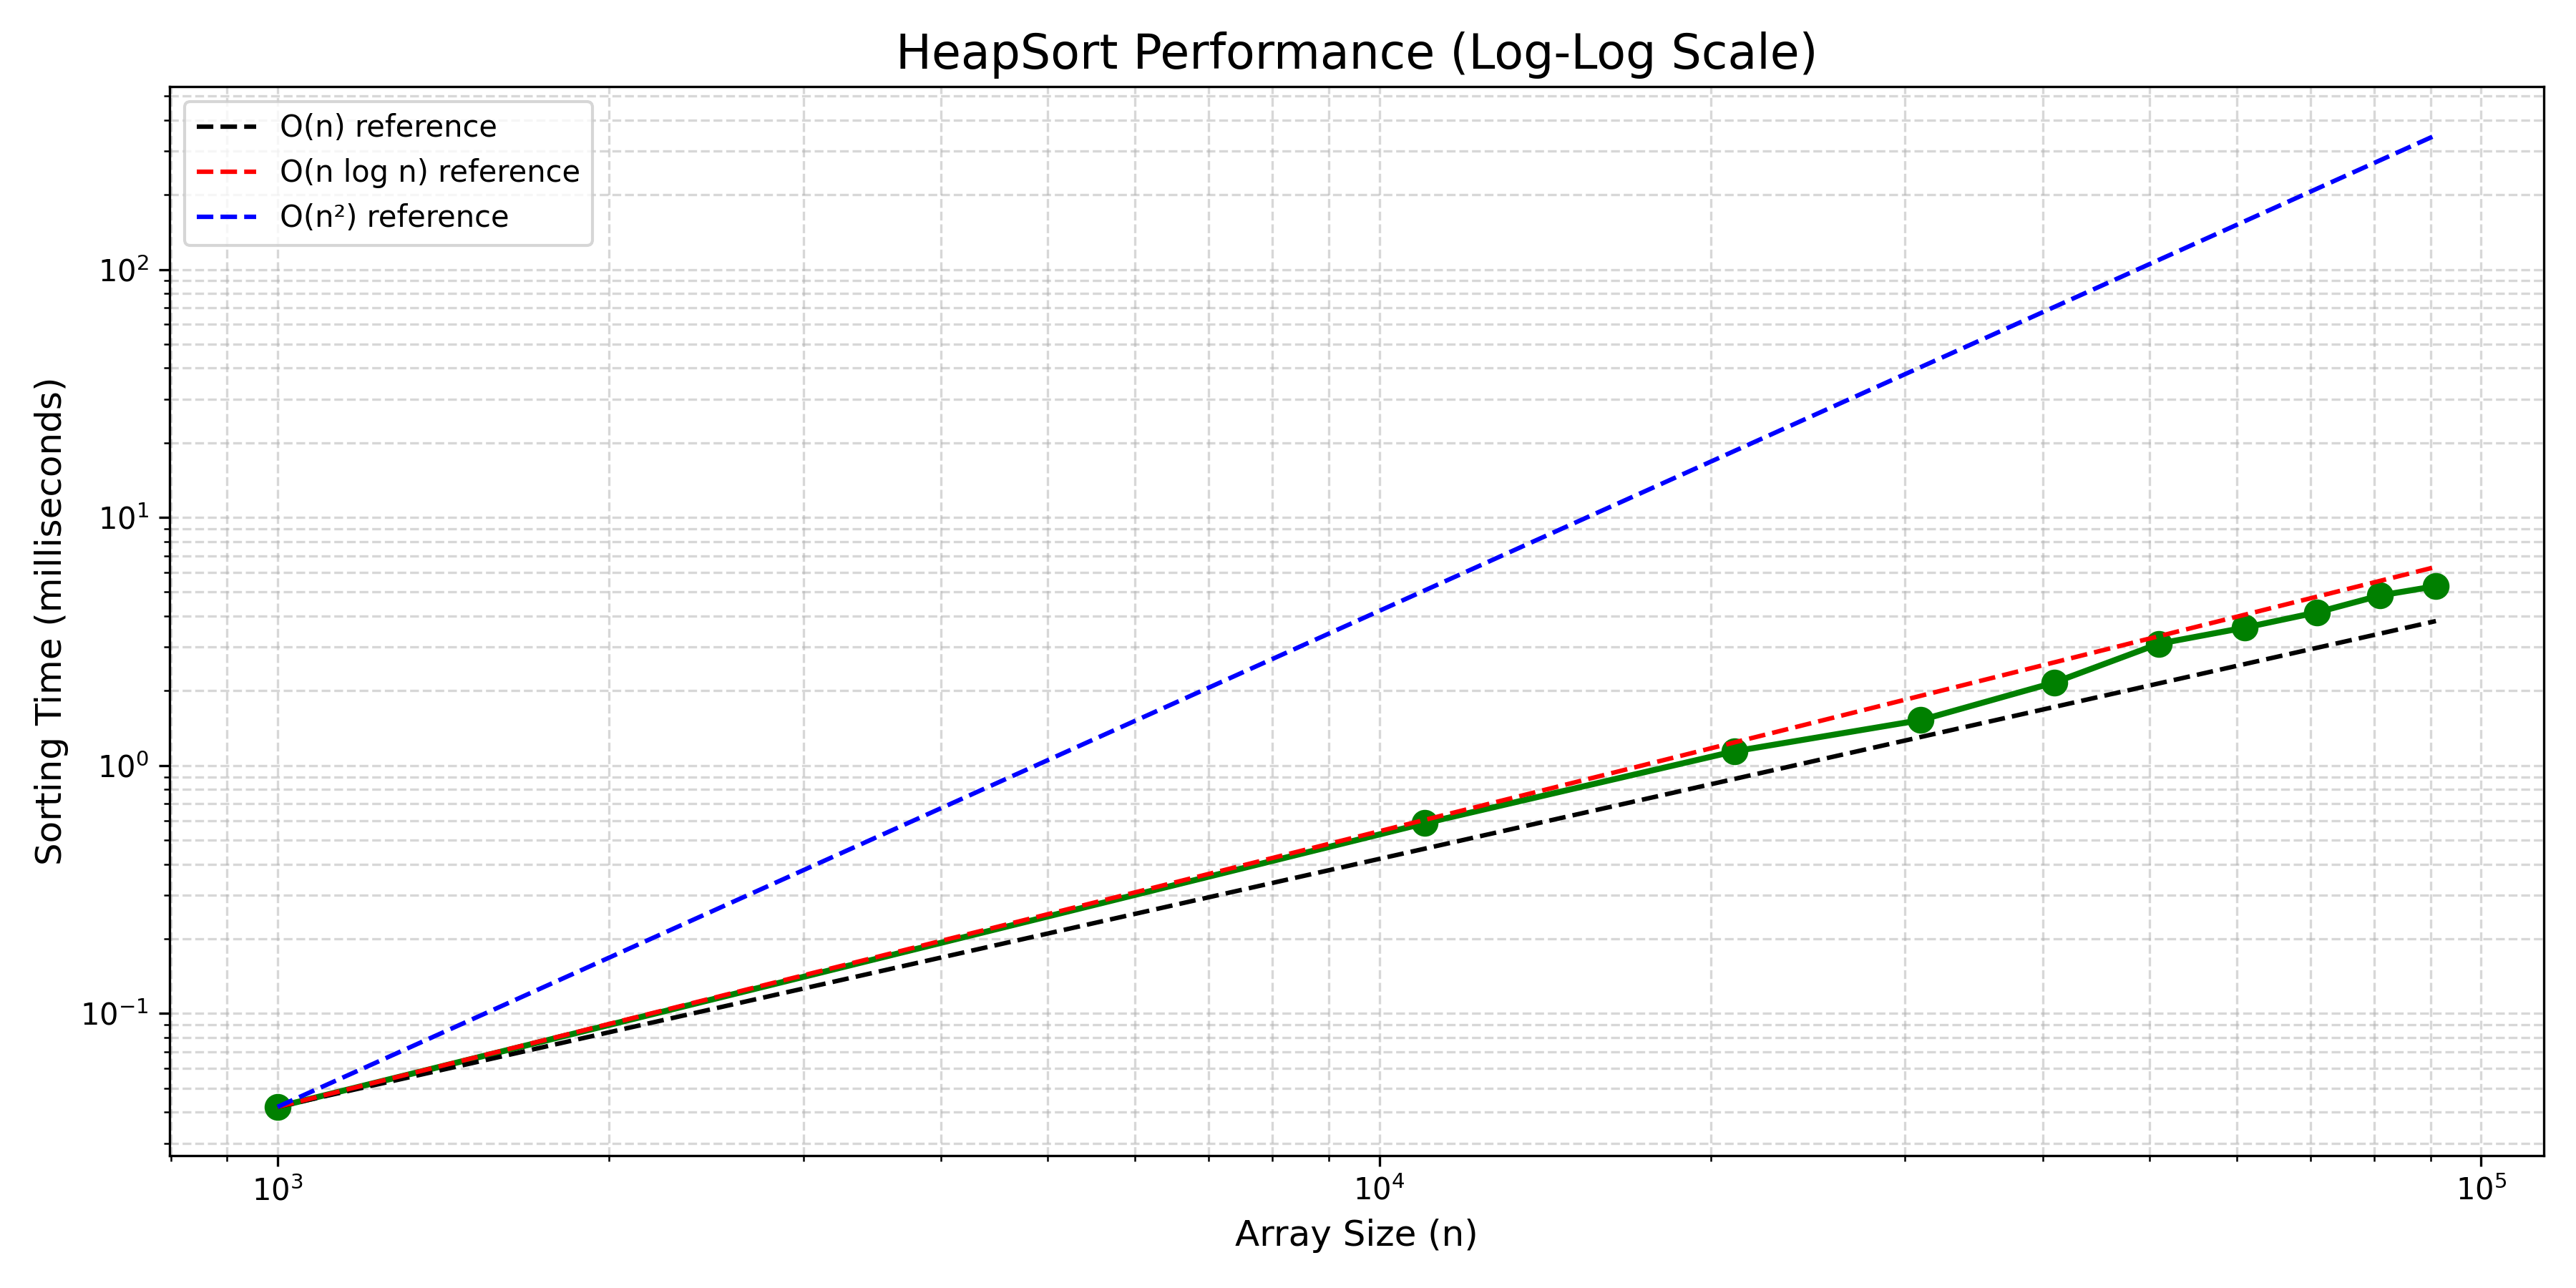 HeapSort Performance (Log-Log Scale)
O(n) reference
O(n log n) reference
O(n²) reference
Sorting Time (milliseconds)
10²
10¹
10⁰
10⁻¹
10³
10⁴
10⁵
Array Size (n)